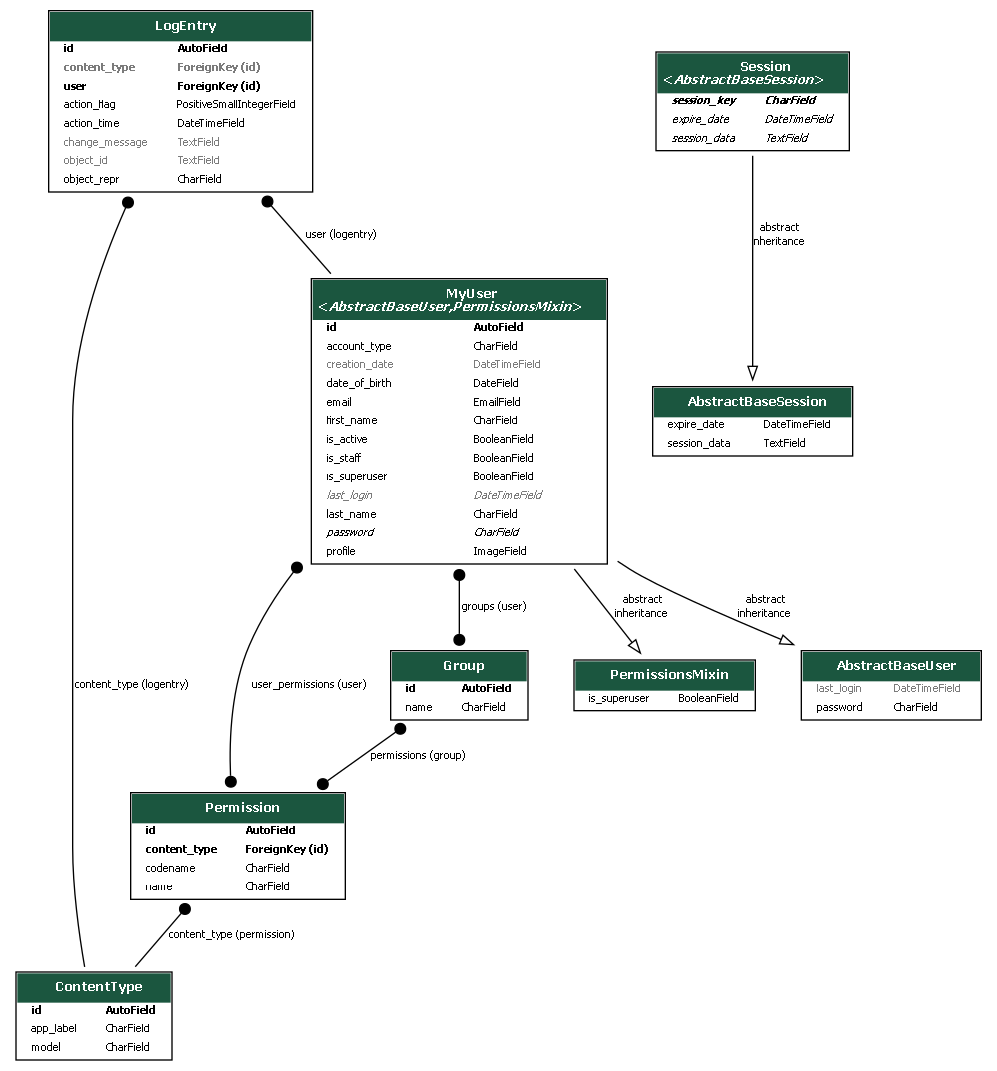 LogEntry
id AutoField
content_type ForeignKey (id)
user ForeignKey (id)
action_flag PositiveSmallIntegerField
action_time DateTimeField
change_message TextField
object_id TextField
object_repr CharField
Session
<AbstractBaseSession>
session_key CharField
expire_date DateTimeField
session_data TextField
user (logentry)
abstract
inheritance
MyUser
<AbstractBaseUser,PermissionsMixin>
id AutoField
account_type CharField
creation_date DateTimeField
date_of_birth DateField
email EmailField
first_name CharField
is_active BooleanField
is_staff BooleanField
is_superuser BooleanField
last_login DateTimeField
last_name CharField
password CharField
profile ImageField
AbstractBaseSession
expire_date DateTimeField
session_data TextField
groups (user)
abstract
inheritance
abstract
inheritance
content_type (logentry)
user_permissions (user)
Group
id AutoField
name CharField
PermissionsMixin
is_superuser BooleanField
AbstractBaseUser
last_login DateTimeField
password CharField
permissions (group)
Permission
id AutoField
content_type ForeignKey (id)
codename CharField
name CharField
content_type (permission)
ContentType
id AutoField
app_label CharField
model CharField